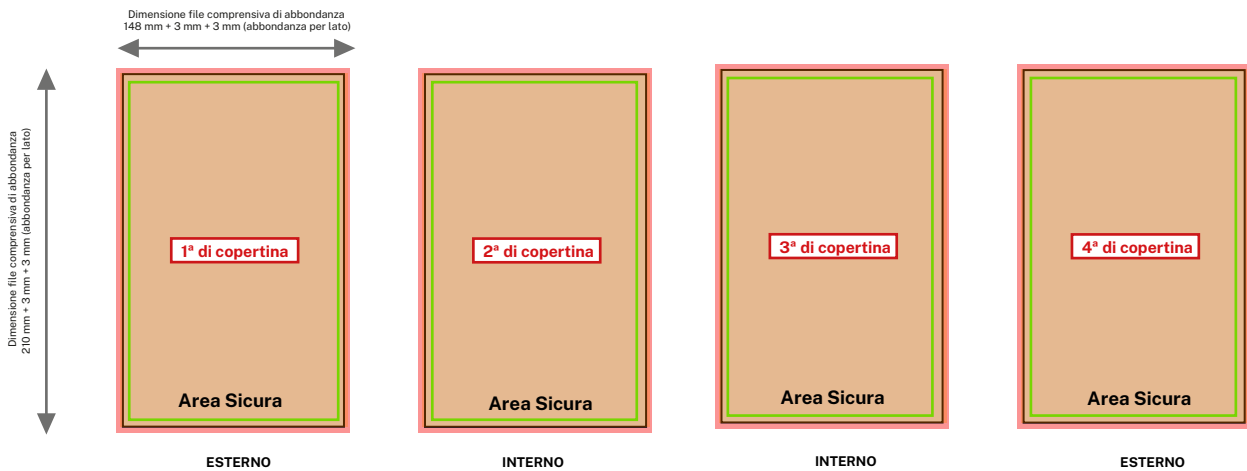 Dimensione file comprensiva di abbondanza
148 mm + 3 mm + 3 mm (abbondanza per lato)
Dimensione file comprensiva di abbondanza
210 mm + 3 mm + 3 mm (abbondanza per lato)
1ª di copertina
2ª di copertina
3ª di copertina
4ª di copertina
Area Sicura
Area Sicura
Area Sicura
Area Sicura
ESTERNO
INTERNO
INTERNO
ESTERNO